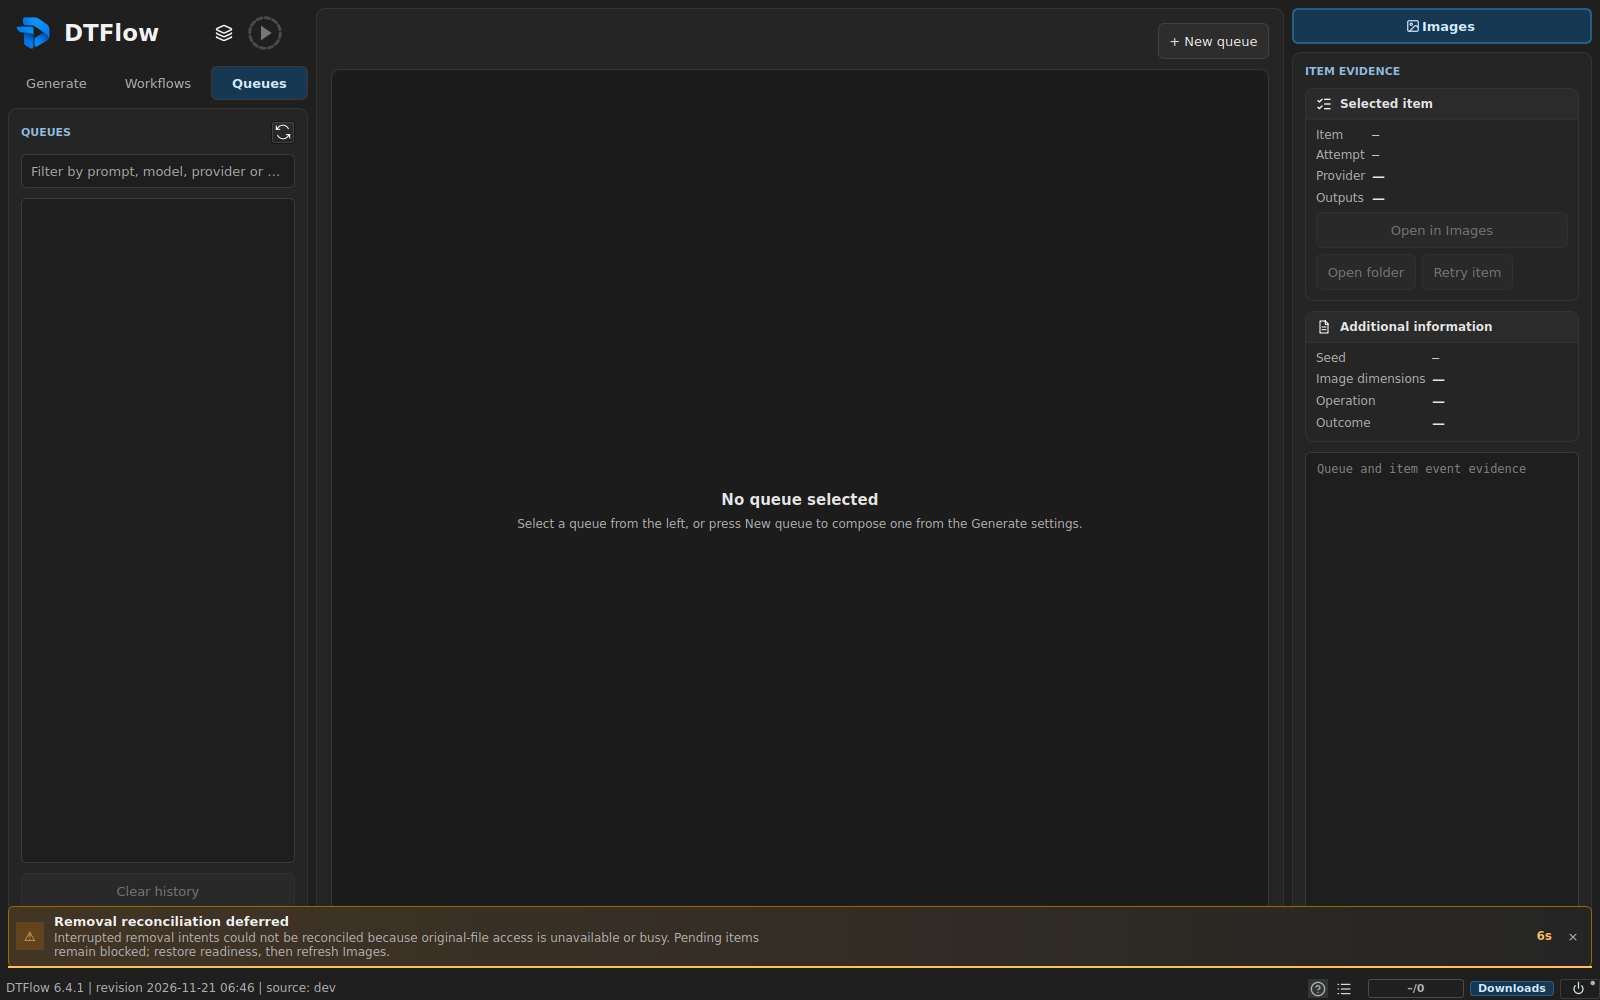 DTFlow
Generate
Workflows
Queues
QUEUES
Filter by prompt, model, provider or ...
Clear history
+ New queue
No queue selected
Select a queue from the left, or press New queue to compose one from the Generate settings.
Images
ITEM EVIDENCE
Selected item
Item –
Attempt –
Provider —
Outputs —
Open in Images
Open folder
Retry item
Additional information
Seed –
Image dimensions —
Operation —
Outcome —
Queue and item event evidence
Removal reconciliation deferred
Interrupted removal intents could not be reconciled because original-file access is unavailable or busy. Pending items
remain blocked; restore readiness, then refresh Images.
6s ×
DTFlow 6.4.1 | revision 2026-11-21 06:46 | source: dev
–/0
Downloads